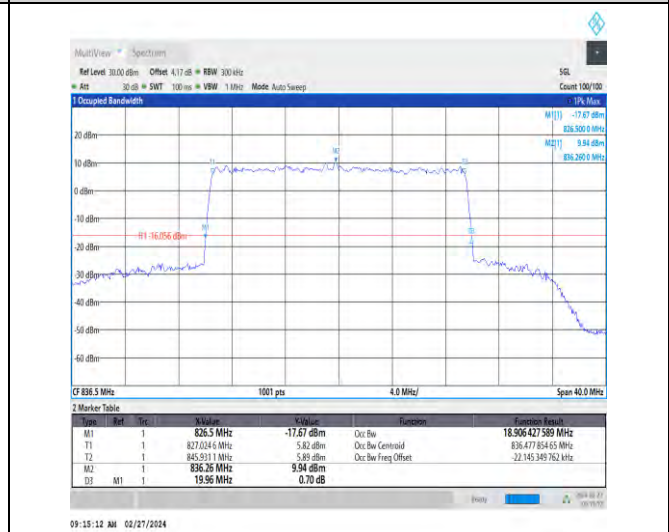 MultiView Spectrum
Ref Level 30.00 dBm Offset 4.17 dB RBW 300 kHz SGL
Att 30 dB SWT 100 ms VBW 1 MHz Mode Auto Sweep Count 100/100
1 Occupied Bandwidth 1Pk Max
M1[1] -17.67 dBm
826.500 0 MHz
M2[1] 9.94 dBm
836.260 0 MHz
20 dBm
10 dBm
0 dBm
-10 dBm
H1 -16.056 dBm
-20 dBm
-30 dBm
-40 dBm
-50 dBm
-60 dBm
T1
M2
T2
M1
D3
CF 836.5 MHz 1001 pts 4.0 MHz/ Span 40.0 MHz
2 Marker Table
Type Ref Trc X-Value Y-Value Function Function Result
M1 1 826.5 MHz -17.67 dBm Occ Bw 18.906 427 589 MHz
T1 1 827.024 6 MHz 5.82 dBm Occ Bw Centroid 836.477 854 65 MHz
T2 1 845.931 1 MHz 5.89 dBm Occ Bw Freq Offset -22.145 349 762 kHz
M2 1 836.26 MHz 9.94 dBm
D3 M1 1 19.96 MHz 0.70 dB
Ready
09:15:12 AM 02/27/2024